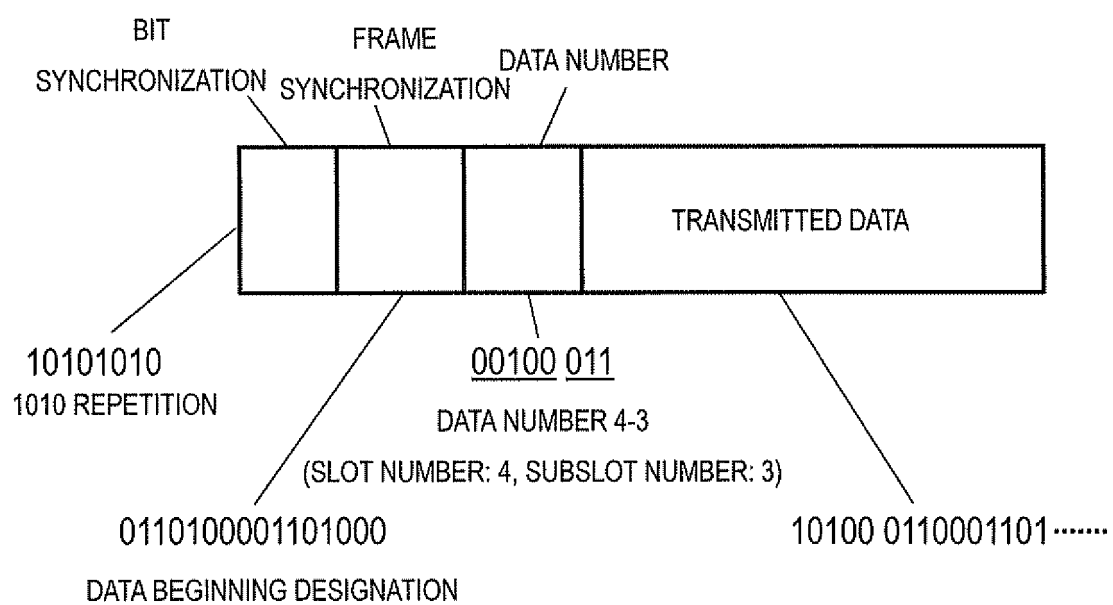 BIT
SYNCHRONIZATION
FRAME
SYNCHRONIZATION
DATA NUMBER
TRANSMITTED DATA
10101010
1010 REPETITION
00100 011
DATA NUMBER 4-3
(SLOT NUMBER: 4, SUBSLOT NUMBER: 3)
0110100001101000
DATA BEGINNING DESIGNATION
10100 0110001101·······